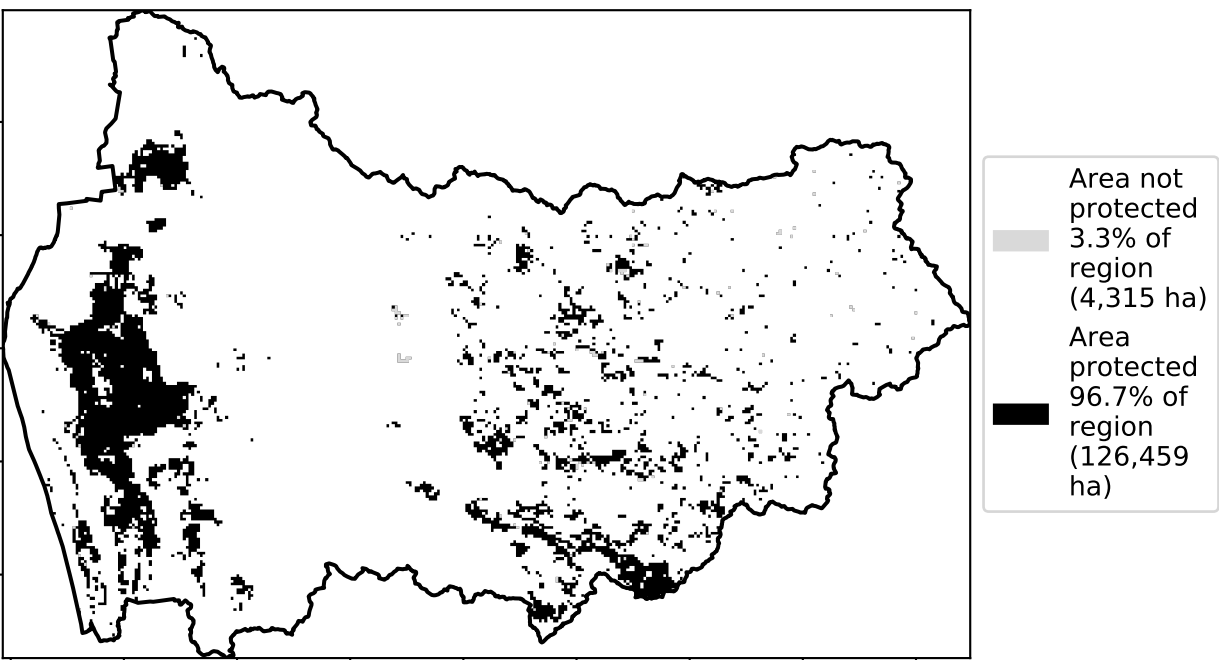 Area not
protected
3.3% of
region
(4,315 ha)
Area
protected
96.7% of
region
(126,459
ha)